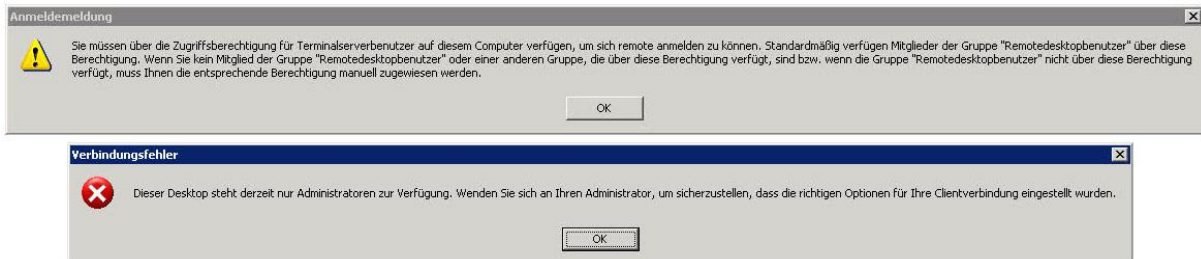 Anmeldemeldung
Sie müssen über die Zugriffsberechtigung für Terminalserverbenutzer auf diesem Computer verfügen, um sich remote anmelden zu können. Standardmäßig verfügen Mitglieder der Gruppe "Remotedesktopbenutzer" über diese
Berechtigung. Wenn Sie kein Mitglied der Gruppe "Remotedesktopbenutzer" oder einer anderen Gruppe, die über diese Berechtigung verfügt, sind bzw. wenn die Gruppe "Remotedesktopbenutzer" nicht über diese Berechtigung
verfügt, muss Ihnen die entsprechende Berechtigung manuell zugewiesen werden.
OK
Verbindungsfehler
Dieser Desktop steht derzeit nur Administratoren zur Verfügung. Wenden Sie sich an Ihren Administrator, um sicherzustellen, dass die richtigen Optionen für Ihre Clientverbindung eingestellt wurden.
OK